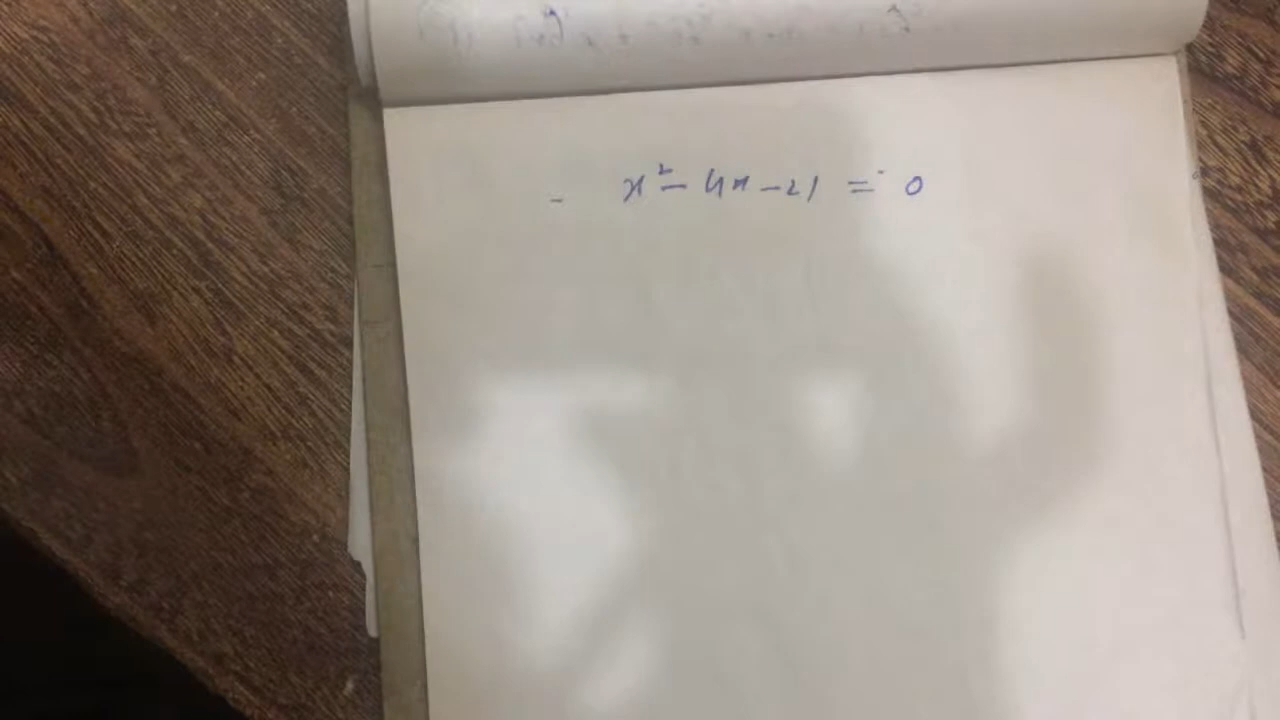 - x² - 4x - 21 = 0